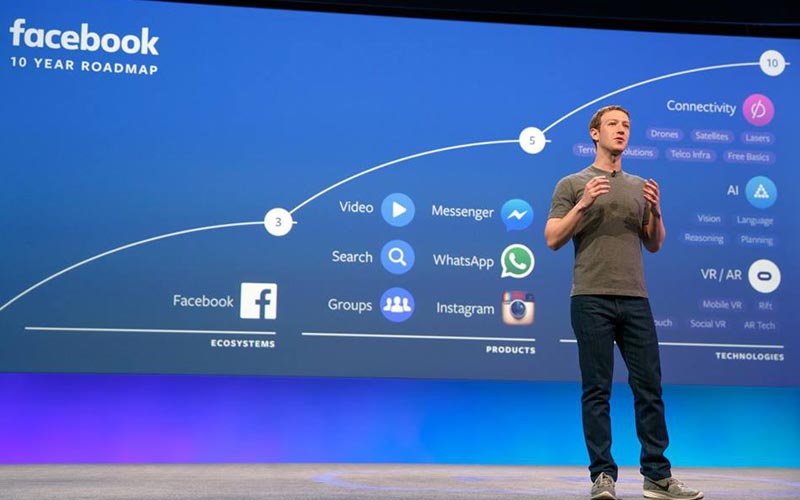 facebook
10 YEAR ROADMAP
3
5
10
Facebook
ECOSYSTEMS
Video
Search
Groups
Messenger
WhatsApp
Instagram
PRODUCTS
Connectivity
Drones Satellites Lasers
Telco Infra Free Basics
AI
Vision Language
Reasoning Planning
VR / AR
Mobile VR Rift
Social VR AR Tech
TECHNOLOGIES